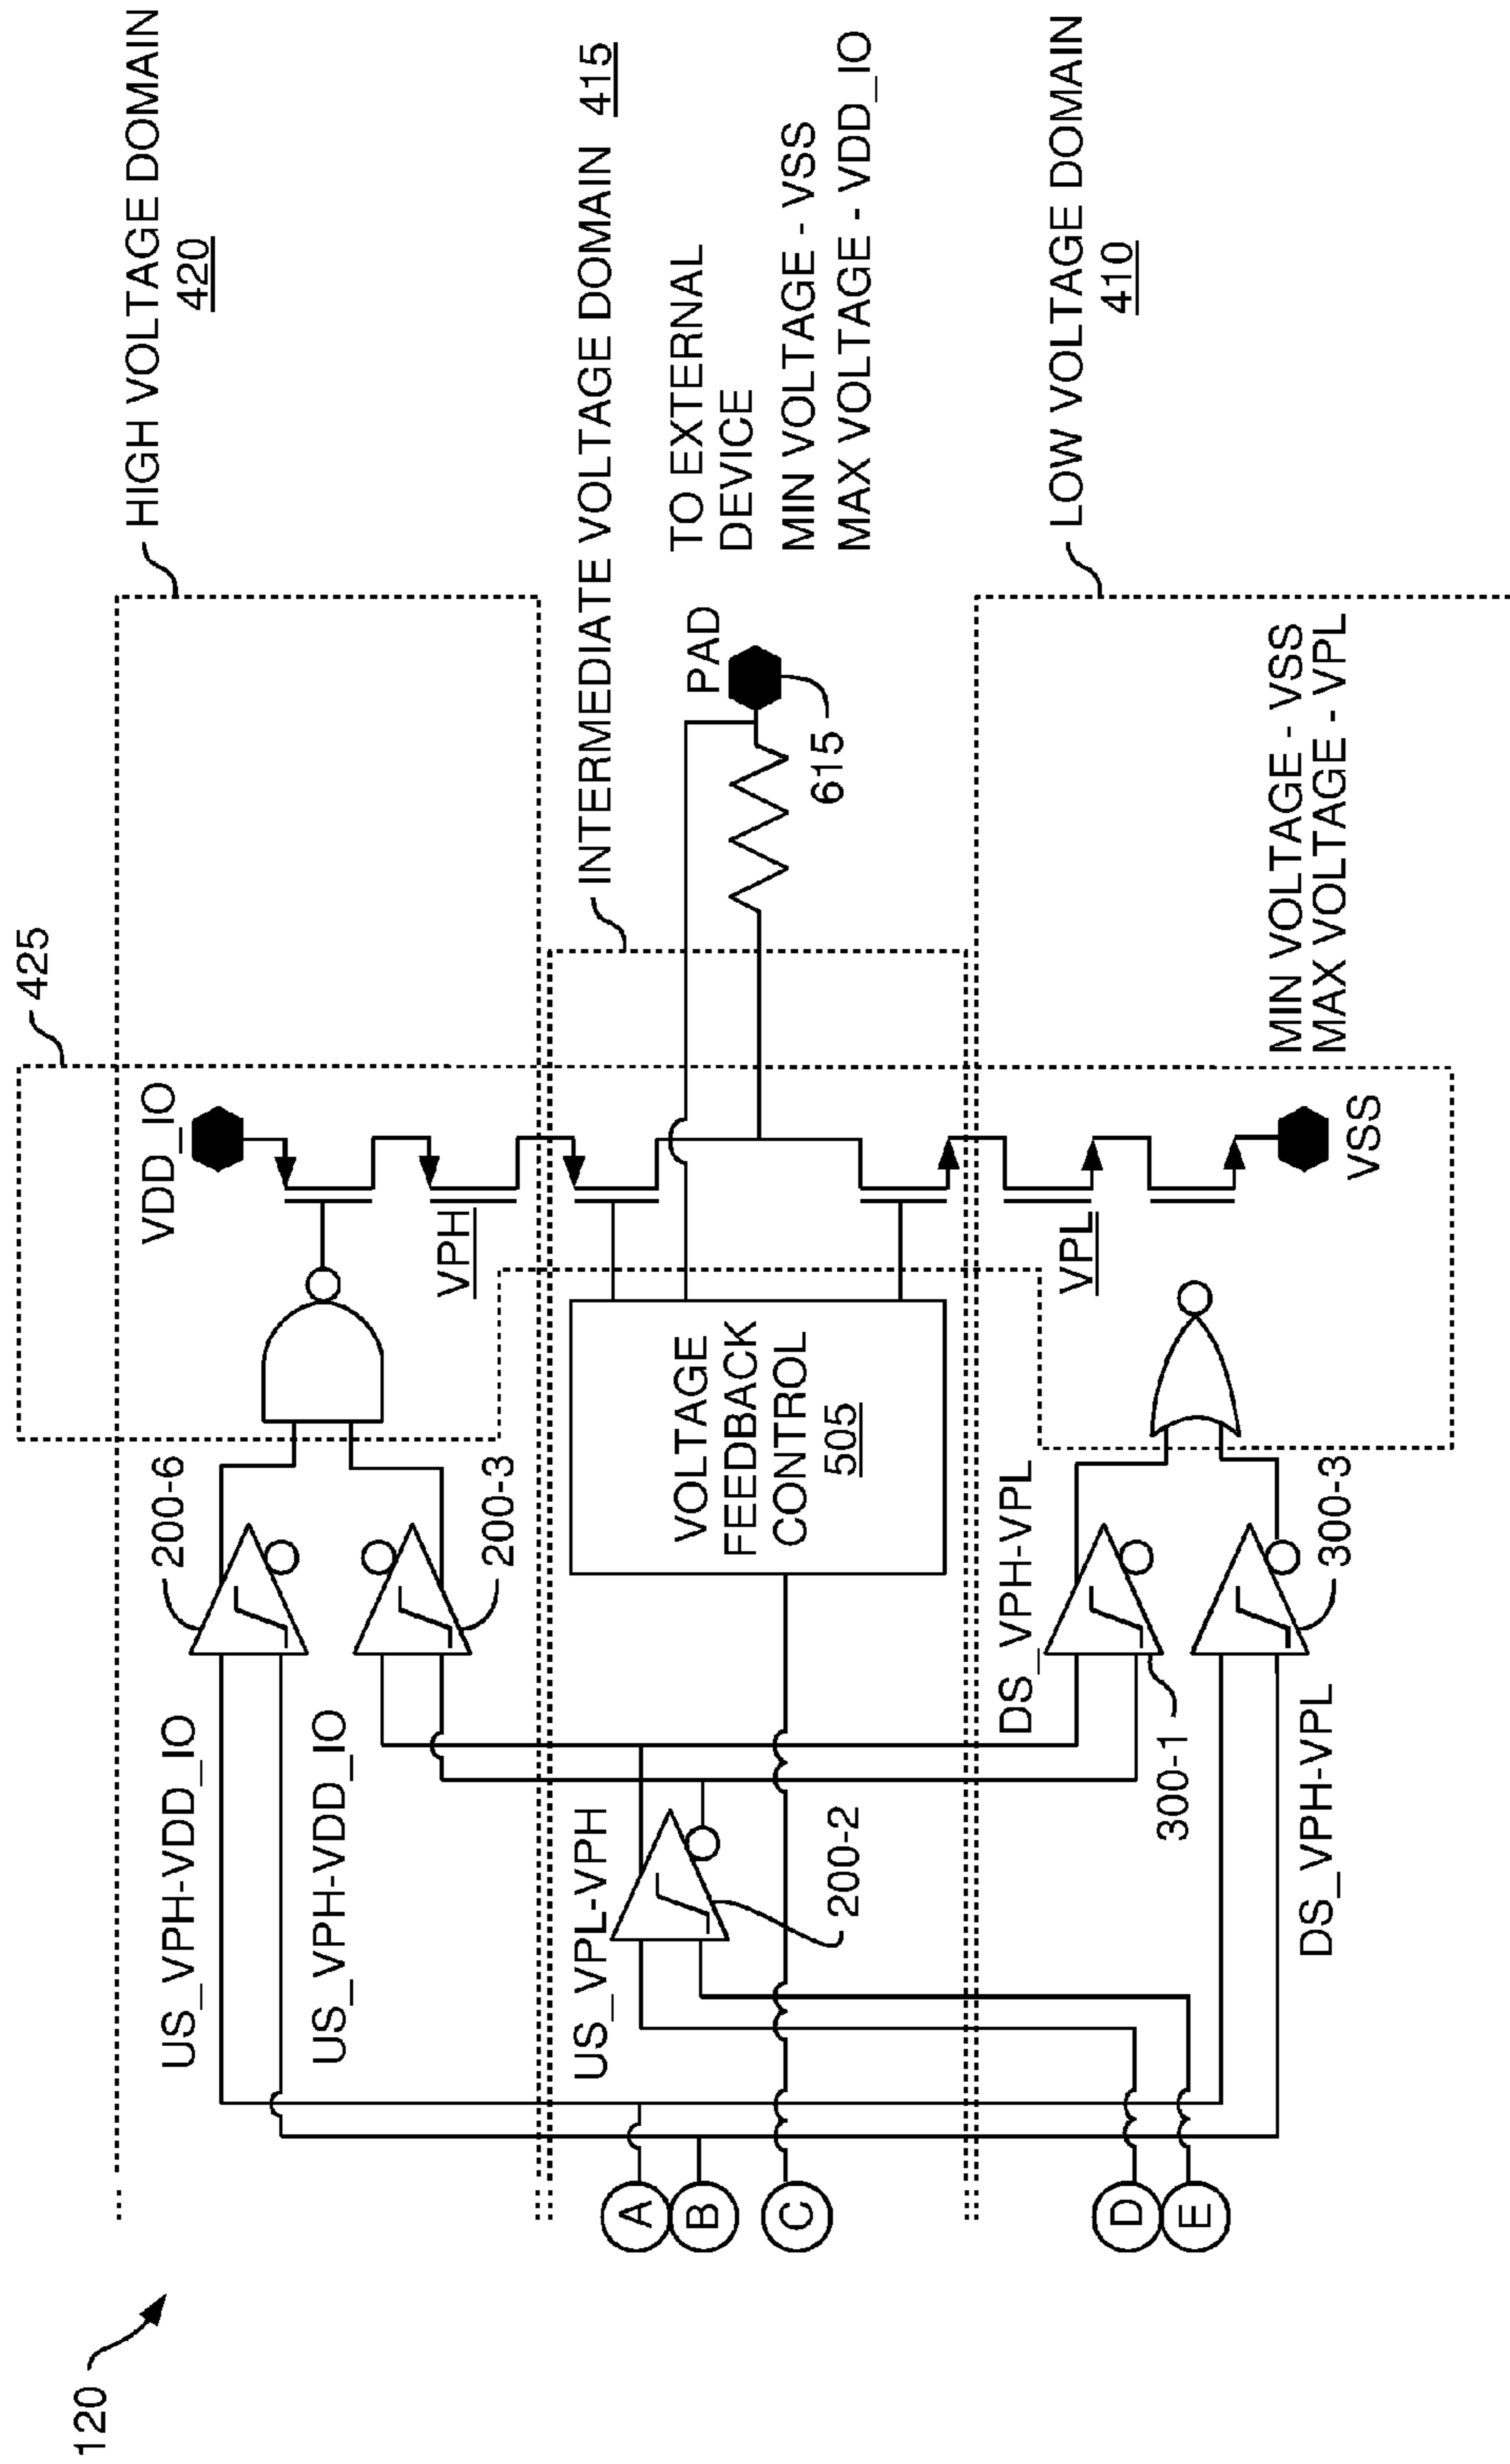 120
425
HIGH VOLTAGE DOMAIN
420
VDD_IO
200-6
US_VPH-VDD_IO
US_VPH-VDD_IO
200-3
VPH
INTERMEDIATE VOLTAGE DOMAIN 415
US_VPL-VPH
200-2
A
B
C
VOLTAGE
FEEDBACK
CONTROL
505
PAD
615
TO EXTERNAL
DEVICE
MIN VOLTAGE - VSS
MAX VOLTAGE - VDD_IO
LOW VOLTAGE DOMAIN
410
DS_VPH-VPL
300-1
D
E
VPL
300-3
DS_VPH-VPL
MIN VOLTAGE - VSS
MAX VOLTAGE - VPL
VSS